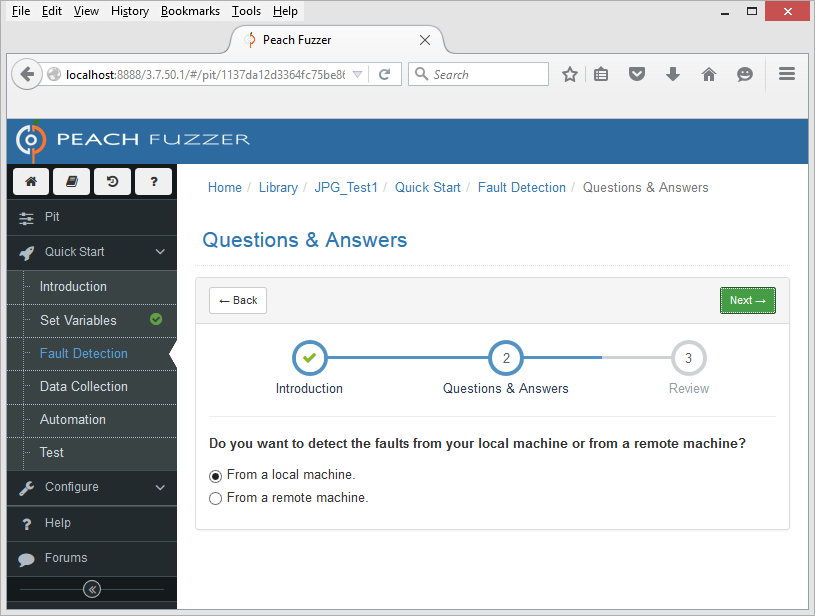 File Edit View History Bookmarks Tools Help
Peach Fuzzer
localhost:8888/3.7.50.1/#/pit/1137da12d3364fc75be86
Search
PEACH FUZZER
Home / Library / JPG_Test1 / Quick Start / Fault Detection / Questions & Answers
Pit
Quick Start
Introduction
Set Variables
Fault Detection
Data Collection
Automation
Test
Configure
Help
Forums
Questions & Answers
← Back
Next →
2
3
Introduction
Questions & Answers
Review
Do you want to detect the faults from your local machine or from a remote machine?
From a local machine.
From a remote machine.